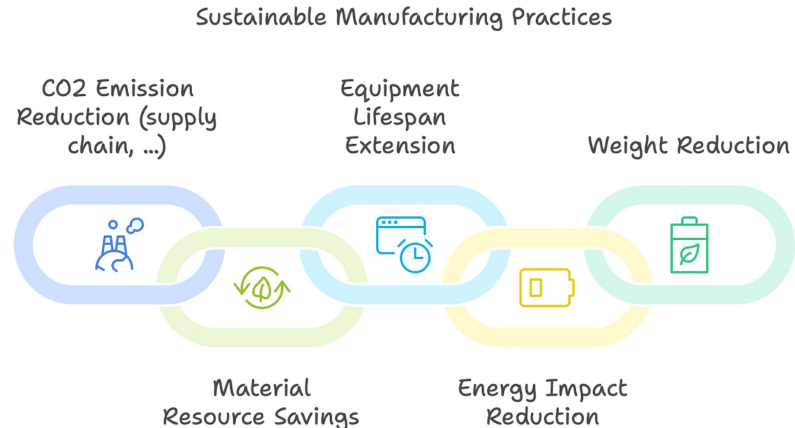 Sustainable Manufacturing Practices
CO2 Emission
Reduction (supply
chain, ...)
Equipment
Lifespan
Extension
Weight Reduction
Material
Resource Savings
Energy Impact
Reduction